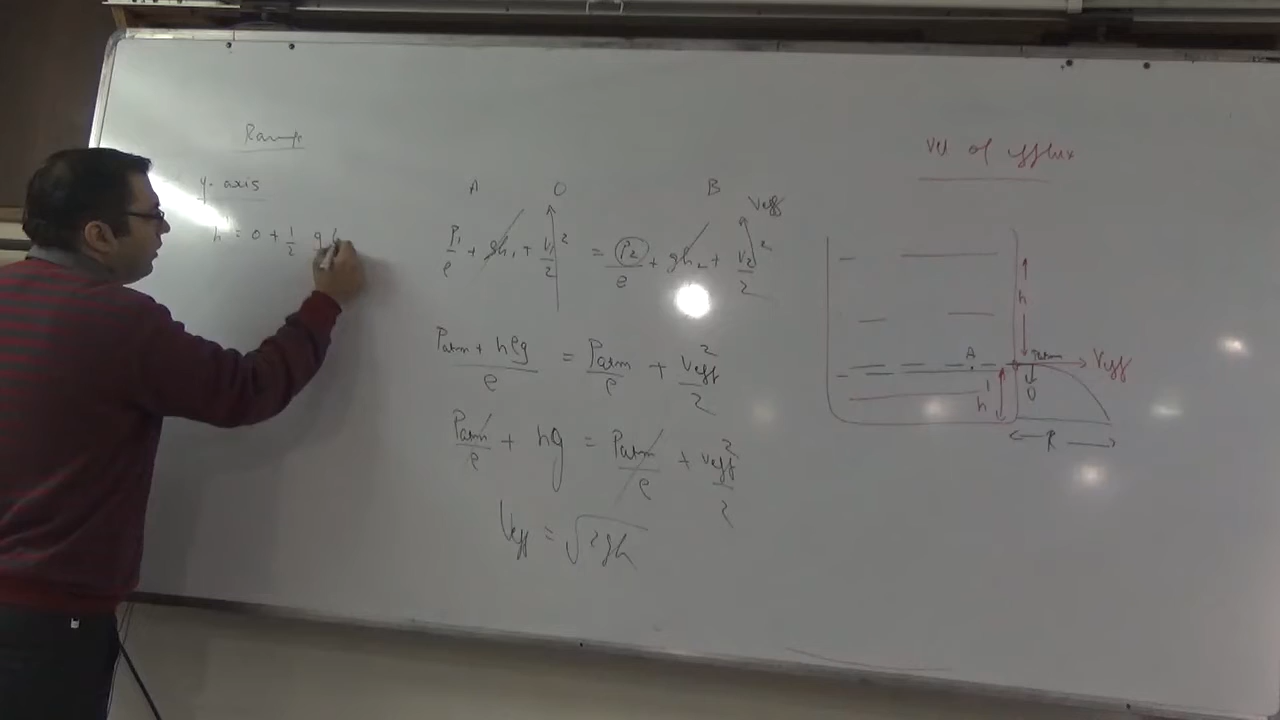 Range
y-axis
h' = 0 + 1/2 g t
A O B Veff
P1/ρ + gh1 + V1²/2 = P2/ρ + gh2 + V2²/2
Patm + hρg/ρ = Patm/ρ + Veff²/2
Patm/ρ + hg = Patm/ρ + Veff²/2
Veff = √2gh
Vel of efflux
h
A Patm Veff
h' O
R